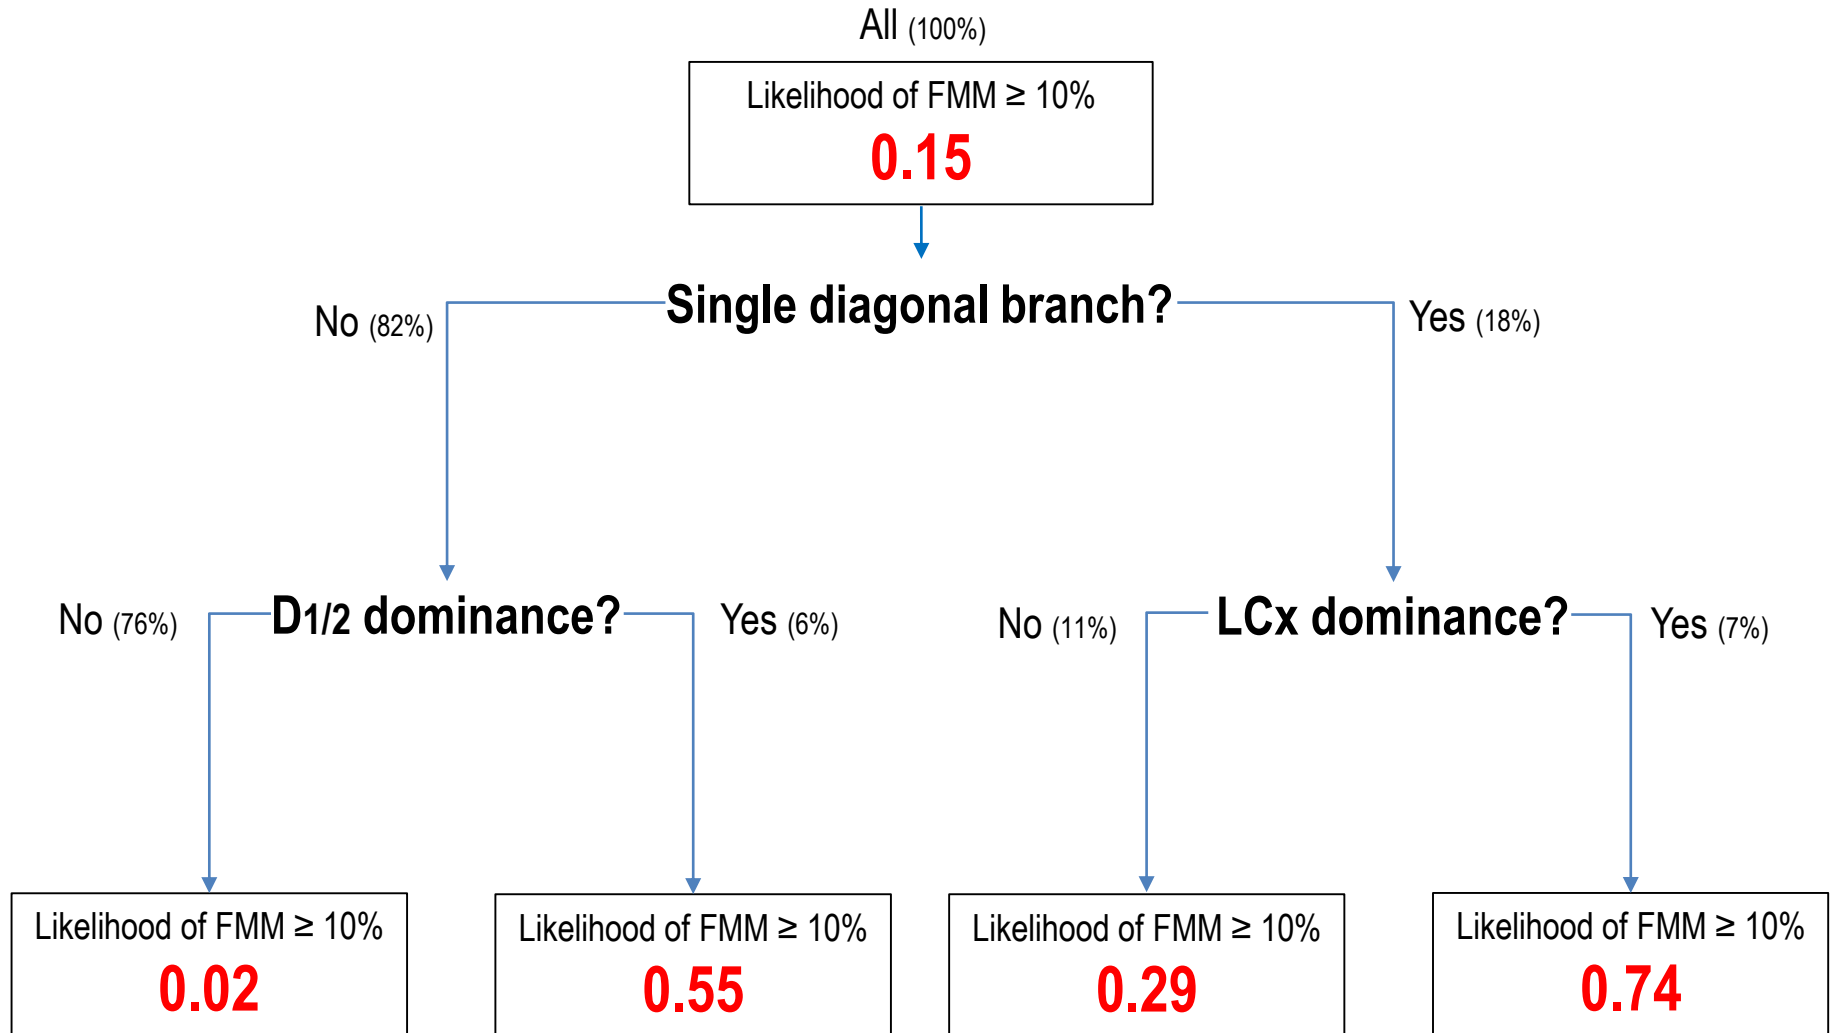 All (100%)
Likelihood of FMM ≥ 10%
0.15
Single diagonal branch?
No (82%)
Yes (18%)
D1/2 dominance?
LCx dominance?
No (76%)
Yes (6%)
No (11%)
Yes (7%)
Likelihood of FMM ≥ 10%
0.02
Likelihood of FMM ≥ 10%
0.55
Likelihood of FMM ≥ 10%
0.29
Likelihood of FMM ≥ 10%
0.74